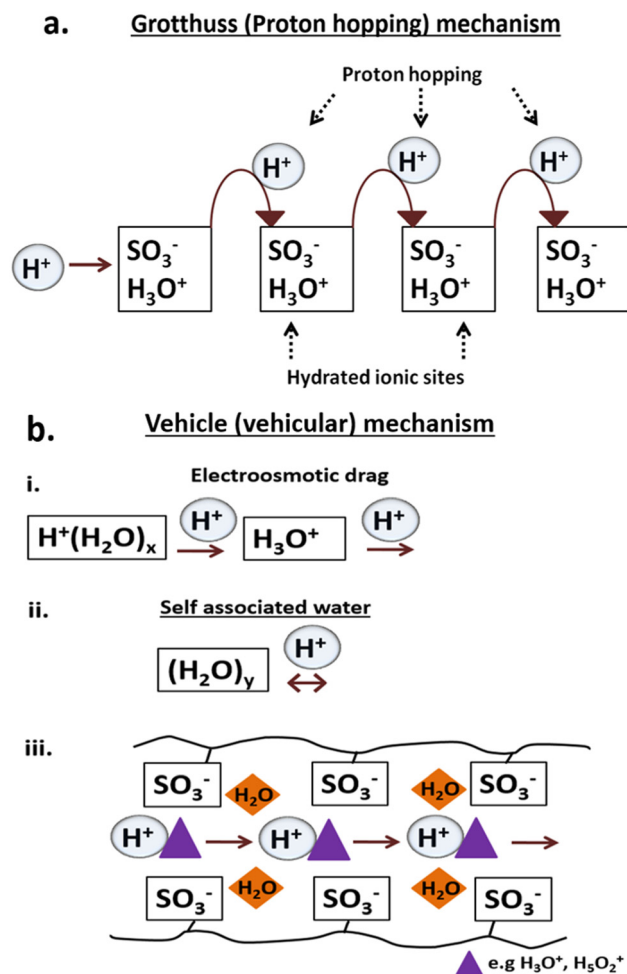 a. Grotthuss (Proton hopping) mechanism
Proton hopping
H⁺ H⁺ H⁺
H⁺ SO₃⁻ SO₃⁻ SO₃⁻ SO₃⁻
H₃O⁺ H₃O⁺ H₃O⁺ H₃O⁺
Hydrated ionic sites
b. Vehicle (vehicular) mechanism
i. Electroosmotic drag
H⁺(H₂O)ₓ H⁺ H₃O⁺ H⁺
ii. Self associated water
(H₂O)y H⁺
iii.
SO₃⁻ H₂O SO₃⁻ H₂O SO₃⁻
H⁺ H⁺ H⁺
SO₃⁻ H₂O SO₃⁻ H₂O SO₃⁻
e.g H₃O⁺, H₅O₂⁺